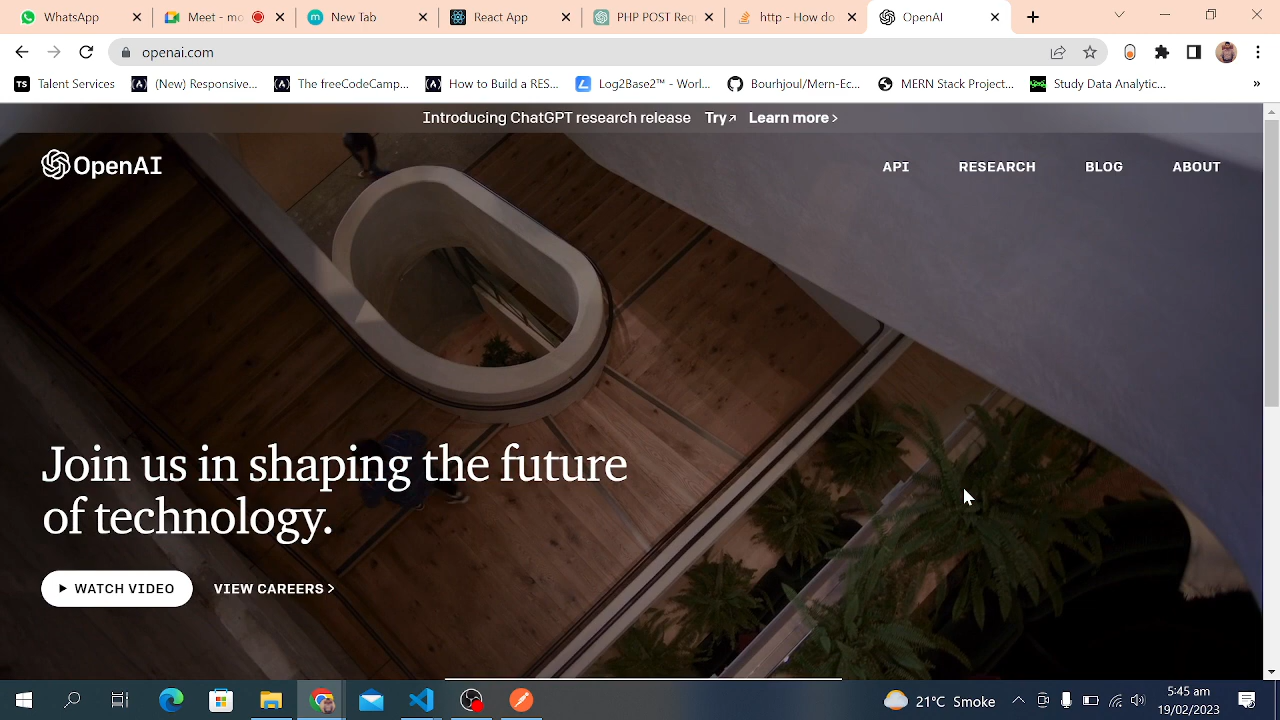 WhatsApp
Meet - mo
New Tab
React App
PHP POST Req
http - How do
OpenAI
openai.com
TS Talent Services
(New) Responsive...
The freeCodeCamp...
How to Build a RES...
Log2Base2™ - Worl...
Bourhjoul/Mern-Ec...
MERN Stack Project...
Study Data Analytic...
»
Introducing ChatGPT research release Try↗ Learn more >
OpenAI
API
RESEARCH
BLOG
ABOUT
Join us in shaping the future
of technology.
WATCH VIDEO
VIEW CAREERS >
21°C Smoke
5:45 am
19/02/2023